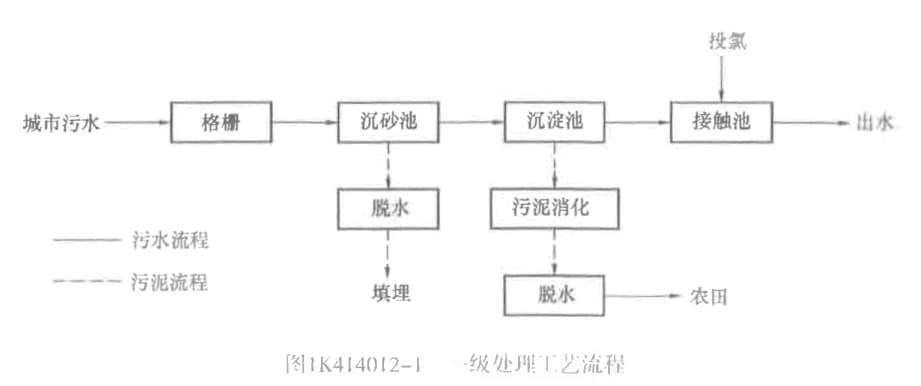 投氯
城市污水
格栅
沉砂池
沉淀池
接触池
出水
脱水
污泥消化
污水流程
污泥流程
填埋
脱水
农田
图1K414012-1 一级处理工艺流程